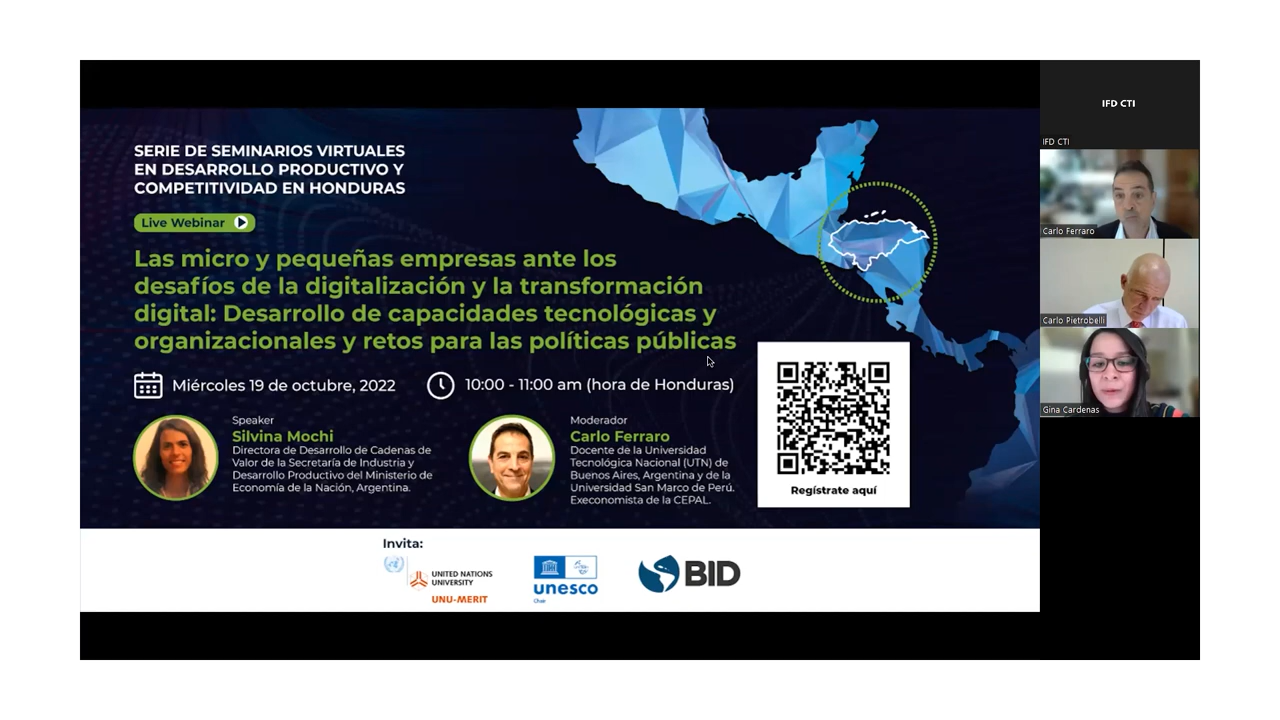 SERIE DE SEMINARIOS VIRTUALES
EN DESARROLLO PRODUCTIVO Y
COMPETITIVIDAD EN HONDURAS
Live Webinar
Las micro y pequeñas empresas ante los
desafíos de la digitalización y la transformación
digital: Desarrollo de capacidades tecnológicas y
organizacionales y retos para las políticas públicas
Miércoles 19 de octubre, 2022
10:00 - 11:00 am (hora de Honduras)
Speaker
Silvina Mochi
Directora de Desarrollo de Cadenas de
Valor de la Secretaría de Industria y
Desarrollo Productivo del Ministerio de
Economía de la Nación, Argentina.
Moderador
Carlo Ferraro
Docente de la Universidad
Tecnológica Nacional (UTN) de
Buenos Aires, Argentina y de la
Universidad San Marco de Perú.
Execonomista de la CEPAL.
Regístrate aquí
Invita:
UNITED NATIONS
UNIVERSITY
UNU-MERIT
unesco
Chair
BID
IFD CTI
IFD CTI
Carlo Ferraro
Carlo Pietrobelli
Gina Cardenas